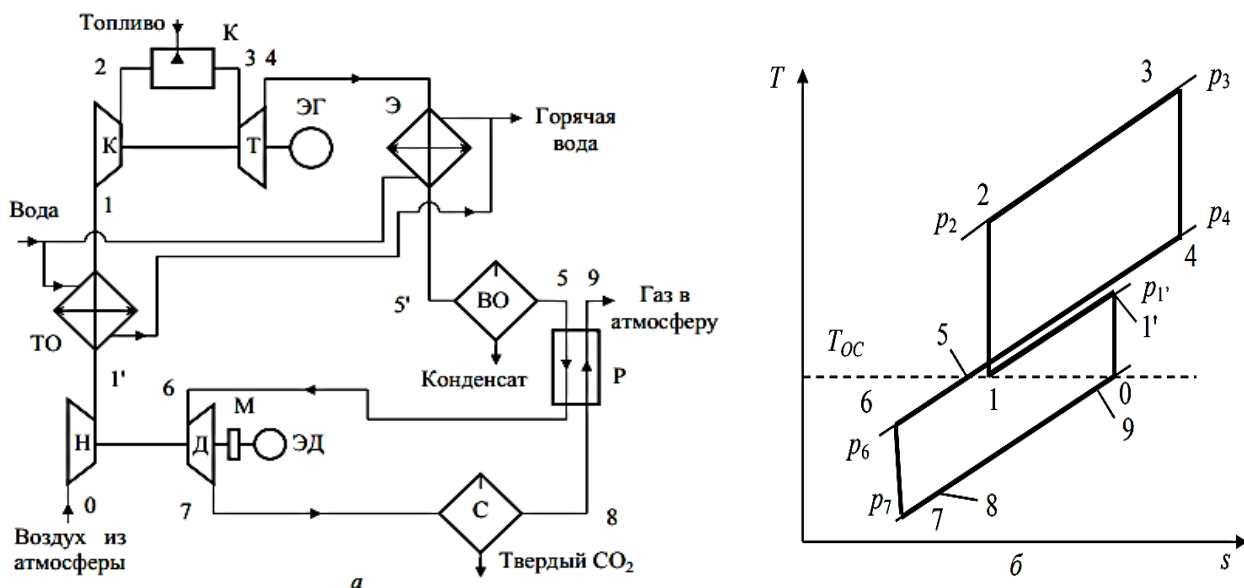 Топливо
К
2
3 4
ЭГ
Э
К
Т
Горячая
вода
1
Вода
ТО
1'
5'
ВО
5 9
Газ в
атмосферу
Конденсат
Р
6
М
Н
Д
ЭД
0
7
С
8
Воздух из
атмосферы
Твердый CO2
а
T
3
p3
2
p2
p4
4
p1'
1'
5
TOC
6
1
0
9
p6
p7
7
8
б
s